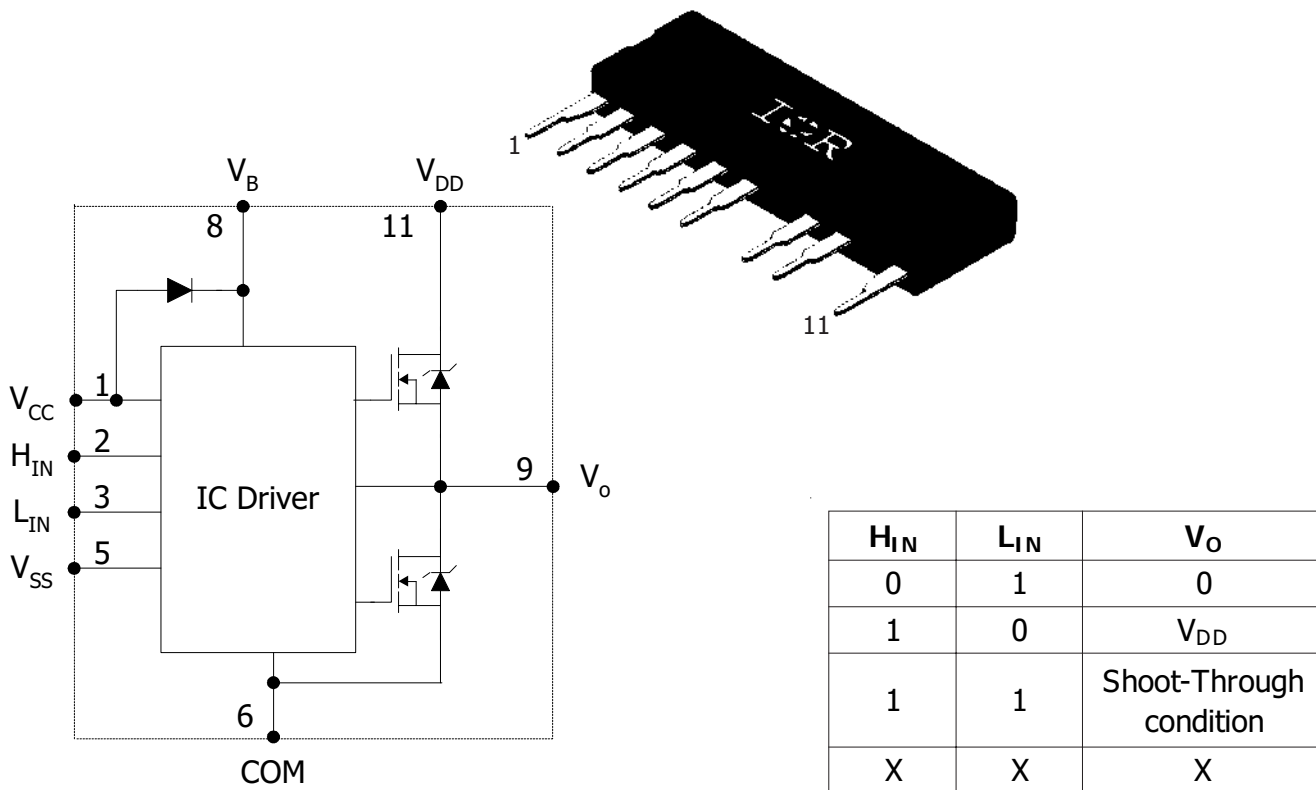 V_B
V_DD
8
11
1
V_CC
2
H_IN
3
L_IN
5
V_SS
IC Driver
9
V_o
6
COM
IOR
1
11
H_IN L_IN V_O
0 1 0
1 0 V_DD
1 1 Shoot-Through
condition
X X X